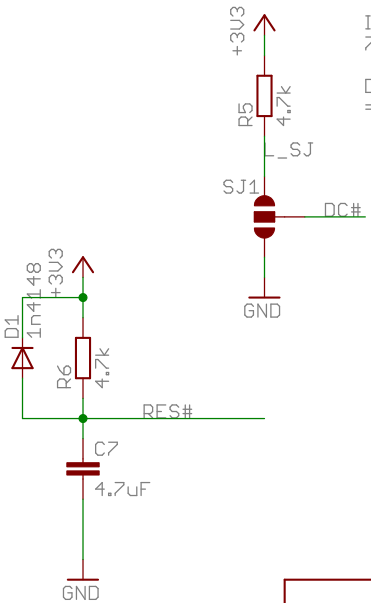 +3V3
R5
4.7k
L_SJ
SJ1
DC#
GND
+3V3
D1
1n4148
R6
4.7k
RES#
C7
4.7uF
GND